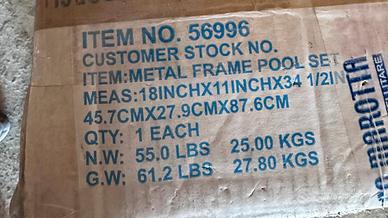 ITEM NO. 56996
CUSTOMER STOCK NO.
ITEM:METAL FRAME POOL SET
MEAS:18INCHX11INCHX34 1/2IN
45.7CMX27.9CMX87.6CM
QTY: 1 EACH
N.W: 55.0 LBS 25.00 KGS
G.W: 61.2 LBS 27.80 KGS